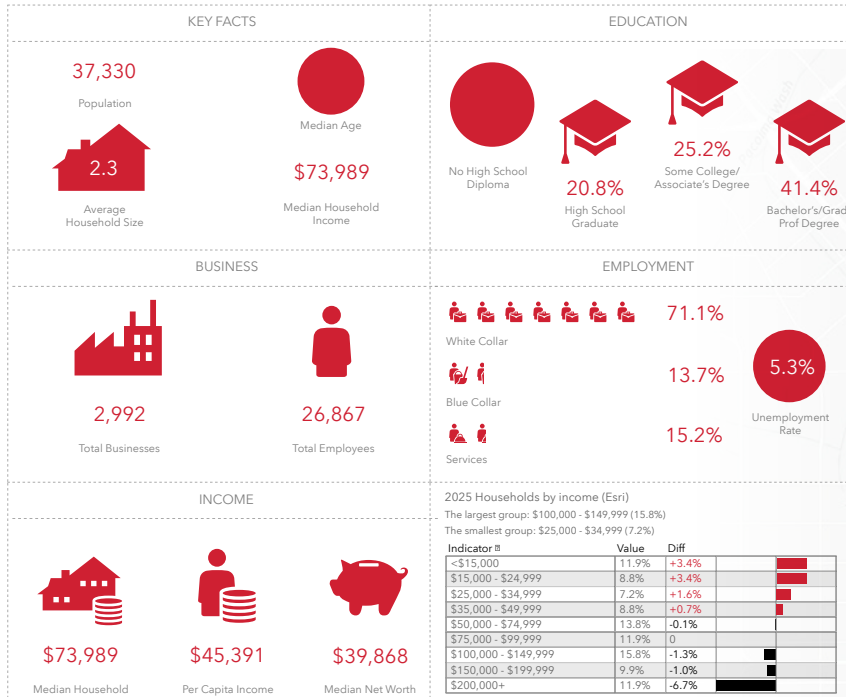 KEY FACTS
37,330
Population
Median Age
2.3
Average
Household Size
$73,989
Median Household
Income
EDUCATION
No High School
Diploma
20.8%
High School
Graduate
25.2%
Some College/
Associate's Degree
41.4%
Bachelor's/Grad
Prof Degree
BUSINESS
2,992
Total Businesses
26,867
Total Employees
EMPLOYMENT
71.1%
White Collar
13.7%
Blue Collar
15.2%
Services
5.3%
Unemployment
Rate
INCOME
$73,989
Median Household
$45,391
Per Capita Income
$39,868
Median Net Worth
2025 Households by income (Esri)
The largest group: $100,000 - $149,999 (15.8%)
The smallest group: $25,000 - $34,999 (7.2%)
Indicator Value Diff
<$15,000 11.9% +3.4%
$15,000 - $24,999 8.8% +3.4%
$25,000 - $34,999 7.2% +1.6%
$35,000 - $49,999 8.8% +0.7%
$50,000 - $74,999 13.8% -0.1%
$75,000 - $99,999 11.9% 0
$100,000 - $149,999 15.8% -1.3%
$150,000 - $199,999 9.9% -1.0%
$200,000+ 11.9% -6.7%